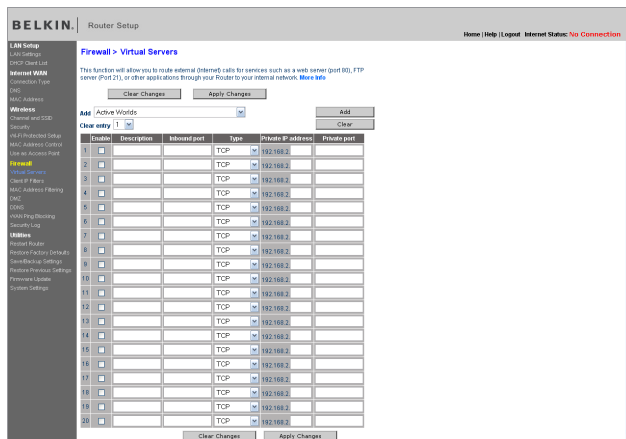 BELKIN. Router Setup
Home | Help | Logout Internet Status: No Connection
LAN Setup
LAN Settings
DHCP Client List
Internet WAN
Connection Type
DNS
MAC Address
Wireless
Channel and SSID
Security
Wi-Fi Protected Setup
MAC Address Control
Use as Access Point
Firewall
Virtual Servers
Client IP Filters
MAC Address Filtering
DMZ
DDNS
WAN Ping Blocking
Security Log
Utilities
Restart Router
Restore Factory Defaults
Save/Backup Settings
Restore Previous Settings
Firmware Update
System Settings
Firewall > Virtual Servers
This function will allow you to route external (Internet) calls for services such as a web server (port 80), FTP
server (Port 21), or other applications through your Router to your internal network. More Info
Clear Changes Apply Changes
Add Active Worlds Add
Clear entry 1 Clear
Enable Description Inbound port Type Private IP address Private port
1 TCP 192.168.2.
2 TCP 192.168.2.
3 TCP 192.168.2.
4 TCP 192.168.2.
5 TCP 192.168.2.
6 TCP 192.168.2.
7 TCP 192.168.2.
8 TCP 192.168.2.
9 TCP 192.168.2.
10 TCP 192.168.2.
11 TCP 192.168.2.
12 TCP 192.168.2.
13 TCP 192.168.2.
14 TCP 192.168.2.
15 TCP 192.168.2.
16 TCP 192.168.2.
17 TCP 192.168.2.
18 TCP 192.168.2.
19 TCP 192.168.2.
20 TCP 192.168.2.
Clear Changes Apply Changes